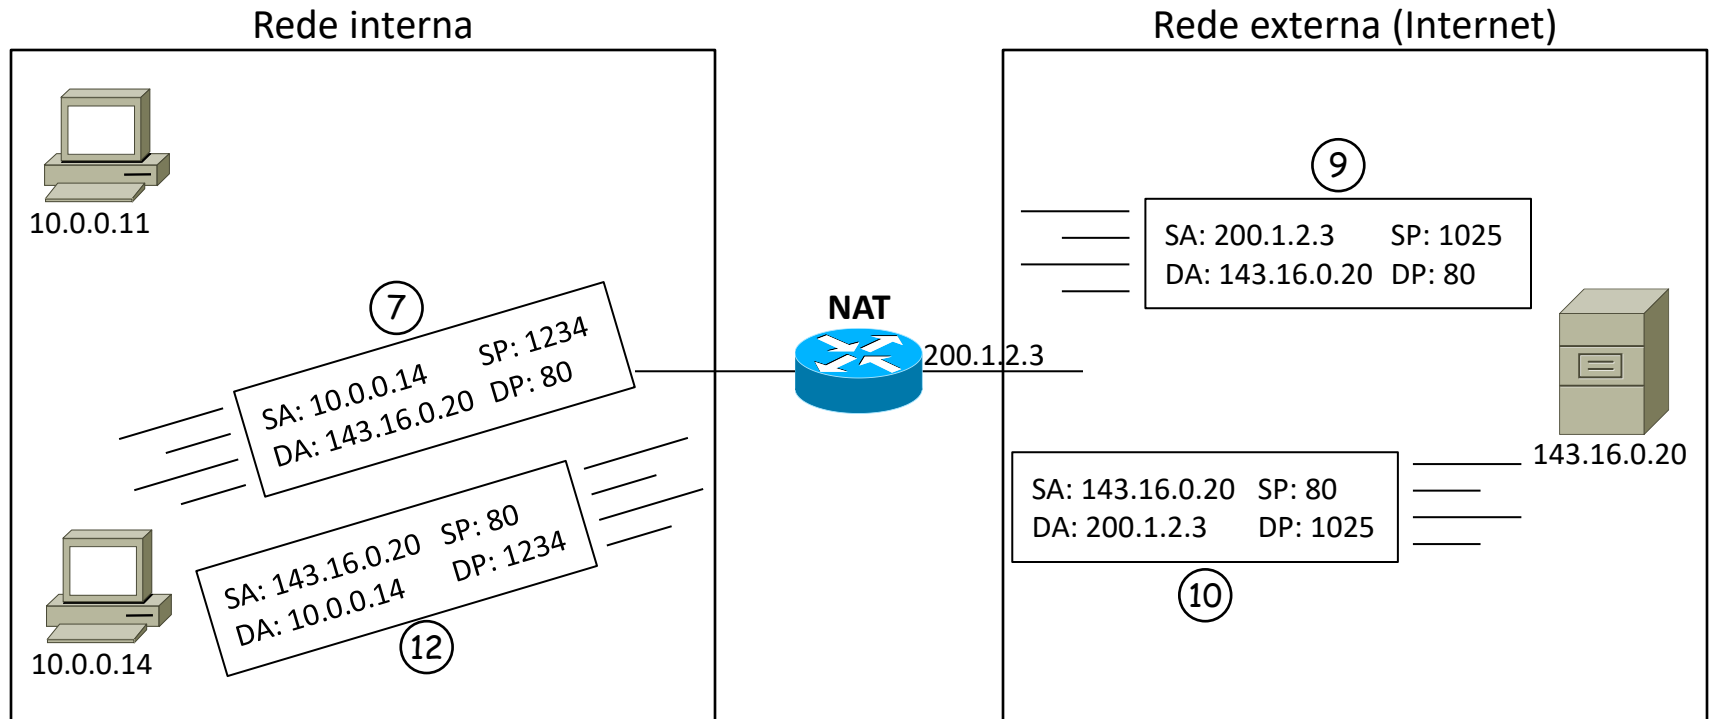 Rede interna
Rede externa (Internet)
10.0.0.11
9
SA: 200.1.2.3 SP: 1025
DA: 143.16.0.20 DP: 80
7
SA: 10.0.0.14 SP: 1234
DA: 143.16.0.20 DP: 80
NAT
200.1.2.3
143.16.0.20
SA: 143.16.0.20 SP: 80
DA: 200.1.2.3 DP: 1025
10
SA: 143.16.0.20 SP: 80
DA: 10.0.0.14 DP: 1234
12
10.0.0.14